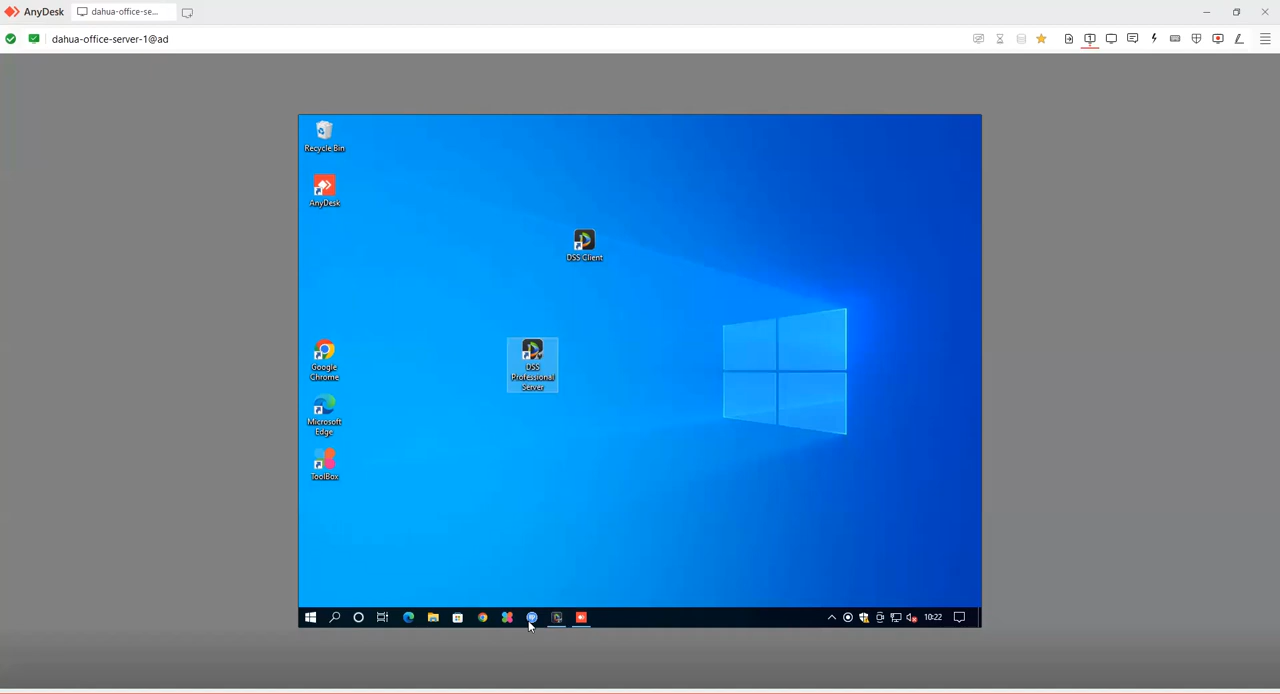 AnyDesk
dahua-office-se...
dahua-office-server-1@ad
Recycle Bin
AnyDesk
DSS Client
Google
Chrome
DSS
Professional
Server
Microsoft
Edge
ToolBox
10:22